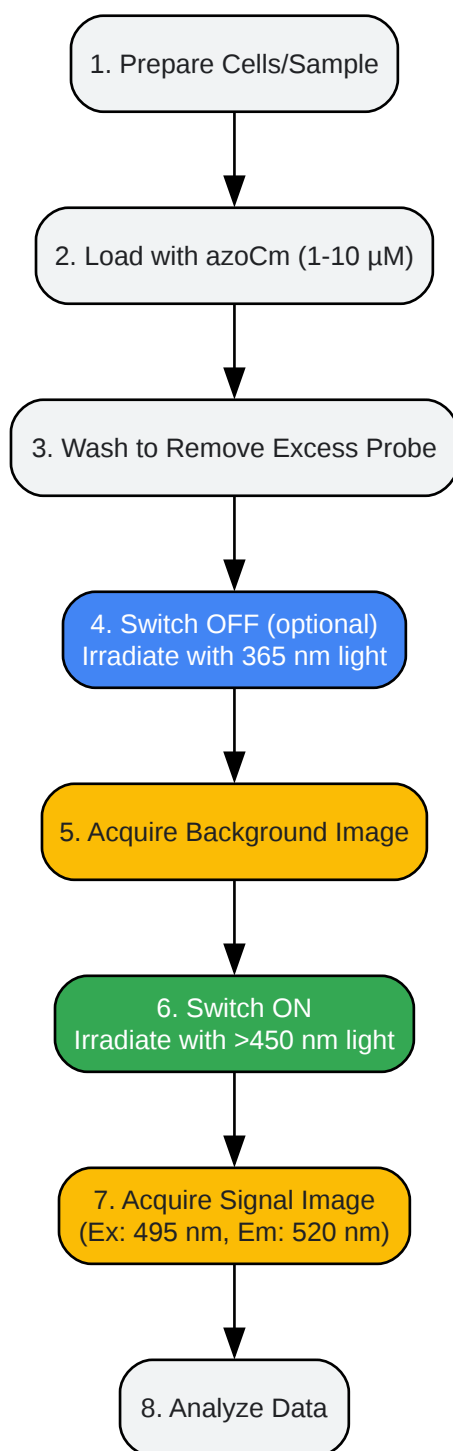 1. Prepare Cells/Sample
2. Load with azoCm (1-10 µM)
3. Wash to Remove Excess Probe
4. Switch OFF (optional)
Irradiate with 365 nm light
5. Acquire Background Image
6. Switch ON
Irradiate with >450 nm light
7. Acquire Signal Image
(Ex: 495 nm, Em: 520 nm)
8. Analyze Data